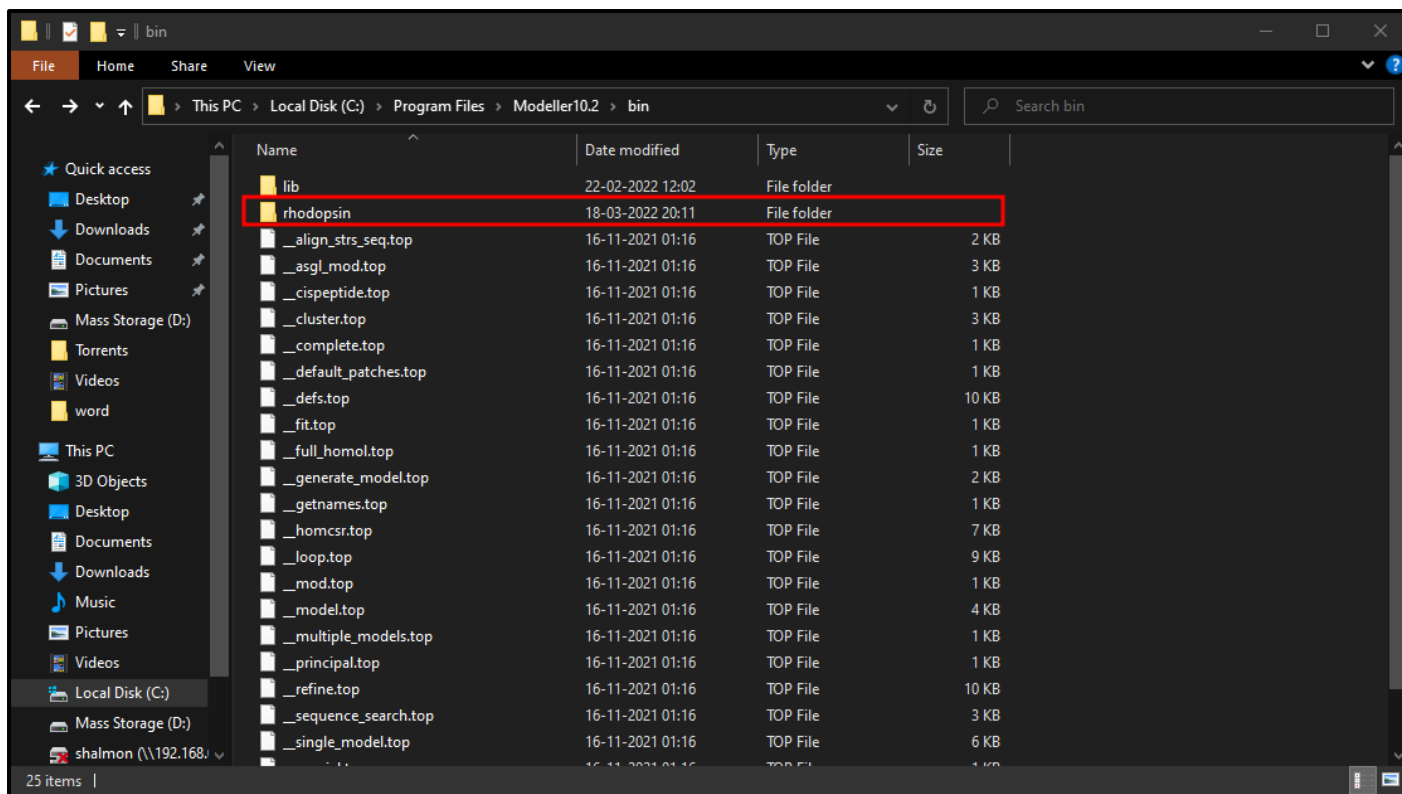 bin
File Home Share View
This PC > Local Disk (C:) > Program Files > Modeller10.2 > bin
Search bin
Name Date modified Type Size
Quick access
Desktop
Downloads
Documents
Pictures
Mass Storage (D:)
Torrents
Videos
word
This PC
3D Objects
Desktop
Documents
Downloads
Music
Pictures
Videos
Local Disk (C:)
Mass Storage (D:)
shalmon (\\192.168.
lib 22-02-2022 12:02 File folder
rhodopsin 18-03-2022 20:11 File folder
__align_strs_seq.top 16-11-2021 01:16 TOP File 2 KB
__asgl_mod.top 16-11-2021 01:16 TOP File 3 KB
__cispeptide.top 16-11-2021 01:16 TOP File 1 KB
__cluster.top 16-11-2021 01:16 TOP File 3 KB
__complete.top 16-11-2021 01:16 TOP File 1 KB
__default_patches.top 16-11-2021 01:16 TOP File 1 KB
__defs.top 16-11-2021 01:16 TOP File 10 KB
__fit.top 16-11-2021 01:16 TOP File 1 KB
__full_homol.top 16-11-2021 01:16 TOP File 1 KB
__generate_model.top 16-11-2021 01:16 TOP File 2 KB
__getnames.top 16-11-2021 01:16 TOP File 1 KB
__homcsr.top 16-11-2021 01:16 TOP File 7 KB
__loop.top 16-11-2021 01:16 TOP File 9 KB
__mod.top 16-11-2021 01:16 TOP File 1 KB
__model.top 16-11-2021 01:16 TOP File 4 KB
__multiple_models.top 16-11-2021 01:16 TOP File 1 KB
__principal.top 16-11-2021 01:16 TOP File 1 KB
__refine.top 16-11-2021 01:16 TOP File 10 KB
__sequence_search.top 16-11-2021 01:16 TOP File 3 KB
__single_model.top 16-11-2021 01:16 TOP File 6 KB
25 items